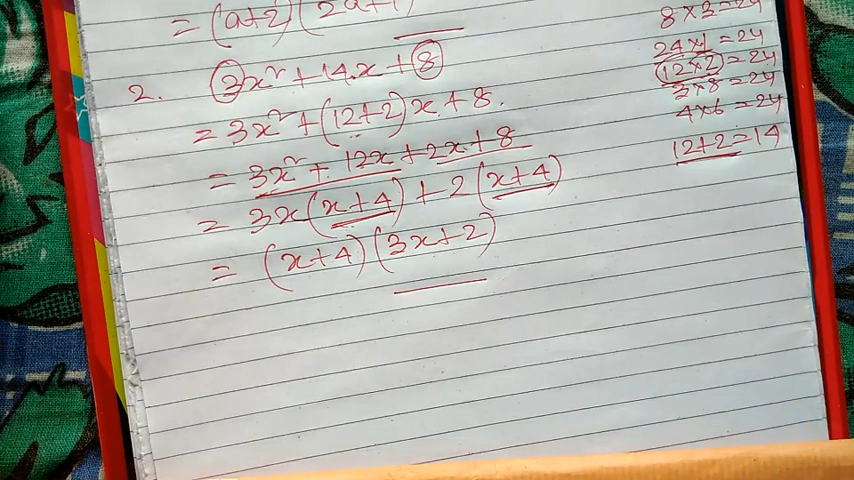 = (a+2)(2a+1)
2. 3x² + 14x + 8
= 3x² + (12+2)x + 8.
= 3x² + 12x + 2x + 8
= 3x(x+4) + 2(x+4)
= (x+4)(3x+2)
8×3=24
24×1=24
12×2=24
3×8=24
4×6=24
12+2=14